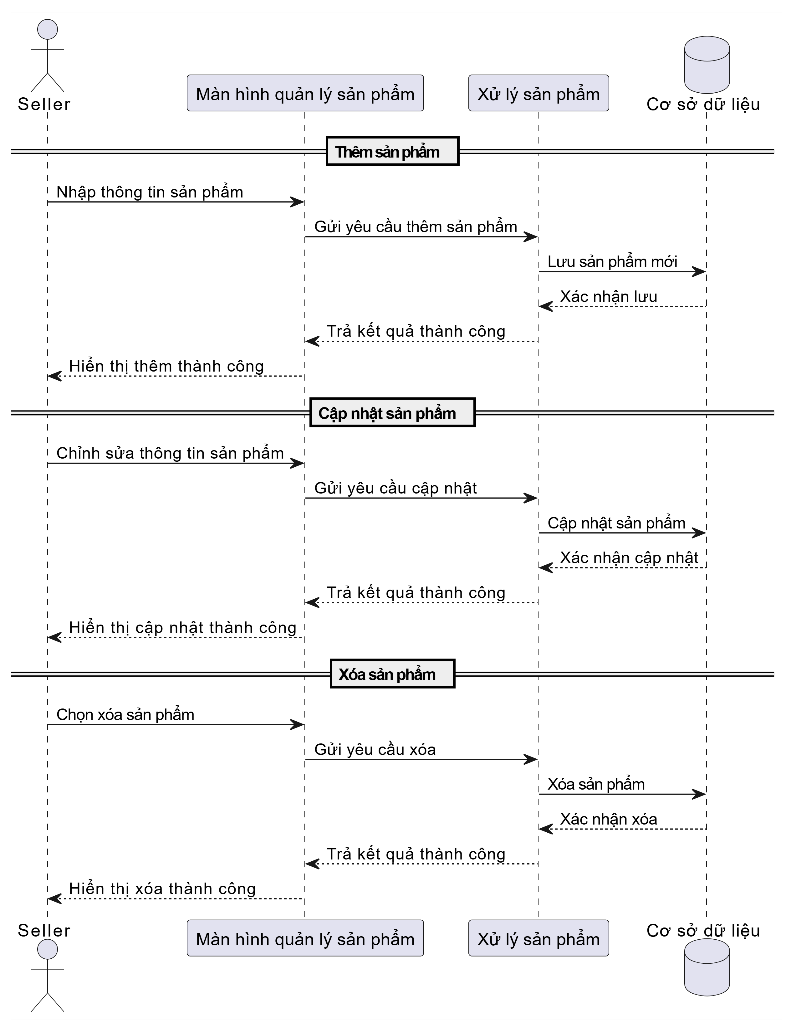 Seller
Màn hình quản lý sản phẩm
Xử lý sản phẩm
Cơ sở dữ liệu
Thêm sản phẩm
Nhập thông tin sản phẩm
Gửi yêu cầu thêm sản phẩm
Lưu sản phẩm mới
Xác nhận lưu
Trả kết quả thành công
Hiển thị thêm thành công
Cập nhật sản phẩm
Chỉnh sửa thông tin sản phẩm
Gửi yêu cầu cập nhật
Cập nhật sản phẩm
Xác nhận cập nhật
Trả kết quả thành công
Hiển thị cập nhật thành công
Xóa sản phẩm
Chọn xóa sản phẩm
Gửi yêu cầu xóa
Xóa sản phẩm
Xác nhận xóa
Trả kết quả thành công
Hiển thị xóa thành công
Seller
Màn hình quản lý sản phẩm
Xử lý sản phẩm
Cơ sở dữ liệu